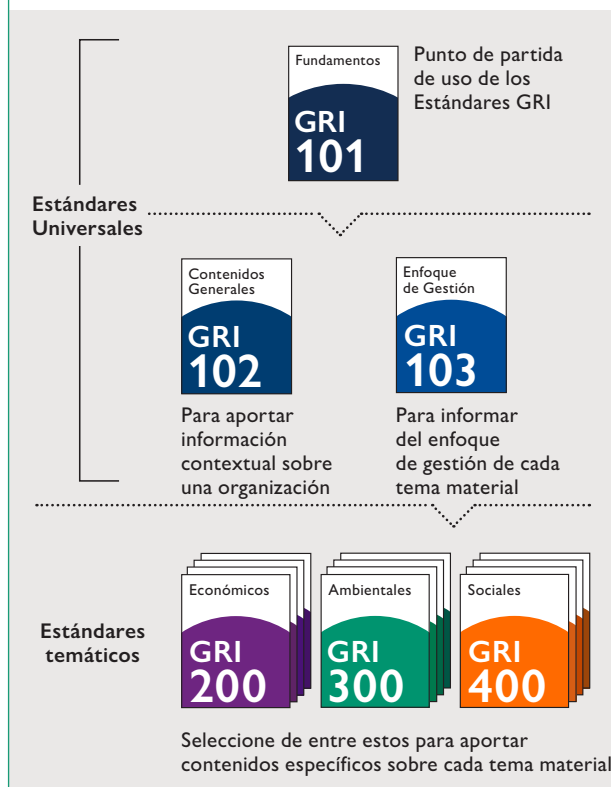 Fundamentos
GRI
101
Punto de partida
de uso de los
Estándares GRI
Estándares
Universales
Contenidos
Generales
GRI
102
Para aportar
información
contextual sobre
una organización
Enfoque
de Gestión
GRI
103
Para informar
del enfoque
de gestión de cada
tema material
Estándares
temáticos
Económicos
GRI
200
Ambientales
GRI
300
Sociales
GRI
400
Seleccione de entre estos para aportar
contenidos específicos sobre cada tema material